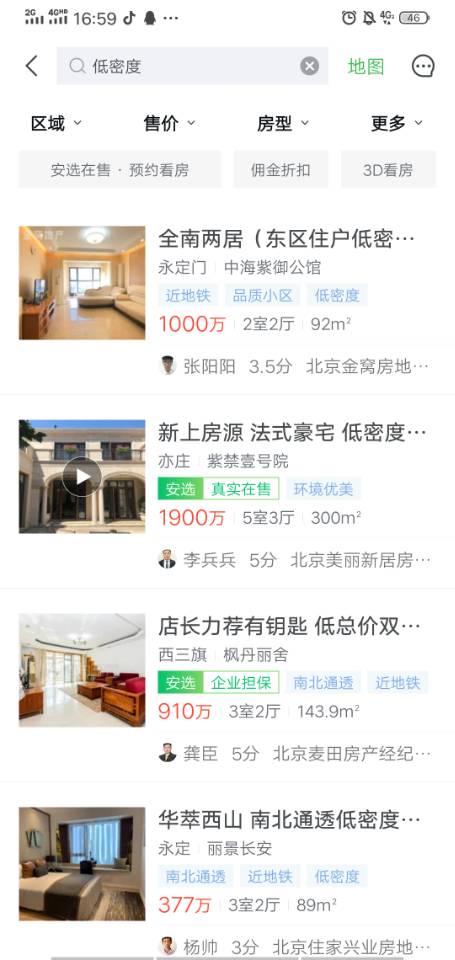 2G 4G HD 16:59 4G 46
低密度 地图
区域 售价 房型 更多
安选在售 · 预约看房 佣金折扣 3D看房
全南两居（东区住户低密…
永定门 中海紫御公馆
近地铁 品质小区 低密度
1000万 2室2厅 92m²
张阳阳 3.5分 北京金窝房地…
新上房源 法式豪宅 低密度…
亦庄 紫禁壹号院
安选 真实在售 环境优美
1900万 5室3厅 300m²
李兵兵 5分 北京美丽新居房…
店长力荐有钥匙 低总价双…
西三旗 枫丹丽舍
安选 企业担保 南北通透 近地铁
910万 3室2厅 143.9m²
龚臣 5分 北京麦田房产经纪…
华萃西山 南北通透低密度…
永定 丽景长安
南北通透 近地铁 低密度
377万 3室2厅 89m²
杨帅 3分 北京住家兴业房地…